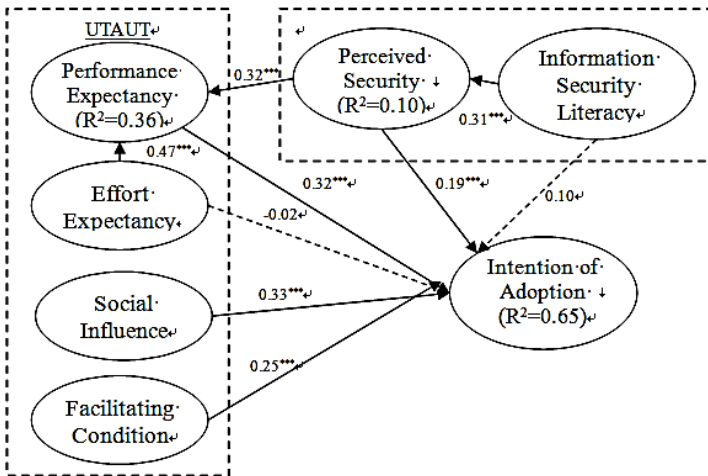 UTAUT
Performance
Expectancy
(R²=0.36)
0.32***
Perceived
Security
(R²=0.10)
Information
Security
Literacy
0.31***
0.47***
Effort
Expectancy
0.32***
0.19***
0.10
-0.02
Social
Influence
0.33***
Intention of
Adoption
(R²=0.65)
0.25***
Facilitating
Condition